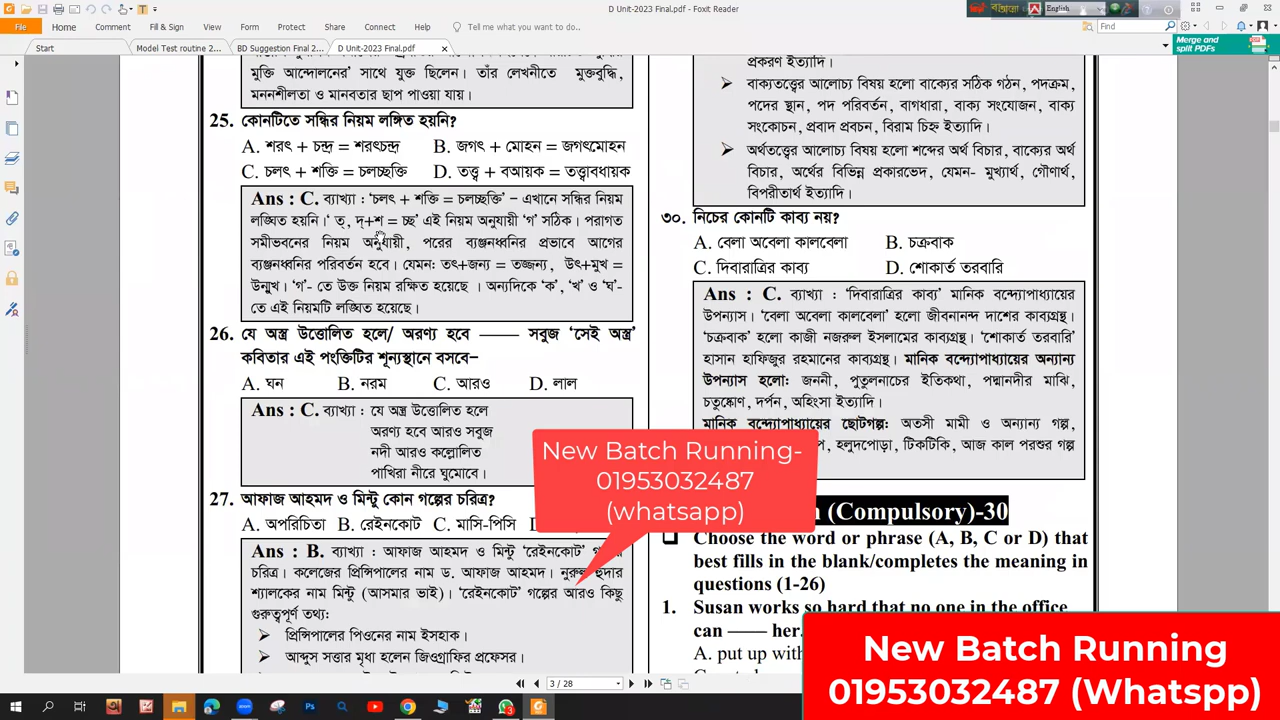 D Unit-2023 Final.pdf - Foxit Reader
English
File Home Comment Fill & Sign View Form Protect Share Connect Help Tell me what you want to do... Find
Start Model Test routine 2... BD Suggestion Final 2... D Unit-2023 Final.pdf
Merge and split PDFs
মুক্তি আন্দোলনের’ সাথে যুক্ত ছিলেন। তাঁর লেখনীতে মুক্তবুদ্ধি,
মননশীলতা ও মানবতার ছাপ পাওয়া যায়।
25. কোনটিতে সন্ধির নিয়ম লঙ্গিত হয়নি?
A. শরৎ + চন্দ্র = শরৎচন্দ্র B. জগৎ + মোহন = জগৎমোহন
C. চলৎ + শক্তি = চলচ্ছক্তি D. তত্ত্ব + বআয়ক = তত্ত্বাবধায়ক
Ans : C. ব্যাখ্যা : ‘চলৎ + শক্তি = চলচ্ছক্তি’ – এখানে সন্ধির নিয়ম
লঙ্ঘিত হয়নি।‘ ত্, দ্+শ = চ্ছ’ এই নিয়ম অনুযায়ী ‘গ’ সঠিক। পরাগত
সমীভবনের নিয়ম অনুযায়ী, পরের ব্যঞ্জনধ্বনির প্রভাবে আগের
ব্যঞ্জনধ্বনির পরিবর্তন হবে। যেমন: তৎ+জন্য = তজ্জন্য, উৎ+মুখ =
উন্মুখ। ‘গ’- তে উক্ত নিয়ম রক্ষিত হয়েছে । অন্যদিকে ‘ক’, ‘খ’ ও ‘ঘ’-
তে এই নিয়মটি লঙ্ঘিত হয়েছে।
26. যে অস্ত্র উত্তোলিত হলে/ অরণ্য হবে —— সবুজ ‘সেই অস্ত্র’
কবিতার এই পংক্তিটির শূন্যস্থানে বসবে–
A. ঘন B. নরম C. আরও D. লাল
Ans : C. ব্যাখ্যা : যে অস্ত্র উত্তোলিত হলে
অরণ্য হবে আরও সবুজ
নদী আরও কল্লোলিত
পাখিরা নীরে ঘুমোবে।
27. আফাজ আহমদ ও মিন্টু কোন গল্পের চরিত্র?
A. অপরিচিতা B. রেইনকোট C. মাসি-পিসি
Ans : B. ব্যাখ্যা : আফাজ আহমদ ও মিন্টু ‘রেইনকোট’
চরিত্র। কলেজের প্রিন্সিপালের নাম ড. আফাজ আহমদ। নুরুল হুদার
শ্যালকের নাম মিন্টু (আসমার ভাই)। ‘রেইনকোট’ গল্পের আরও কিছু
গুরুত্বপূর্ণ তথ্য:
➢ প্রিন্সিপালের পিওনের নাম ইসহাক।
➢ আব্দুস সত্তার মৃধা হলেন জিওগ্রাফির প্রফেসর।
প্রকরণ ইত্যাদি।
➢ বাক্যতত্ত্বের আলোচ্য বিষয় হলো বাক্যের সঠিক গঠন, পদক্রম,
পদের স্থান, পদ পরিবর্তন, বাগধারা, বাক্য সংযোজন, বাক্য
সংকোচন, প্রবাদ প্রবচন, বিরাম চিহ্ন ইত্যাদি।
➢ অর্থতত্ত্বের আলোচ্য বিষয় হলো শব্দের অর্থ বিচার, বাক্যের অর্থ
বিচার, অর্থের বিভিন্ন প্রকারভেদ, যেমন- মুখ্যার্থ, গৌণার্থ,
বিপরীতার্থ ইত্যাদি।
৩০. নিচের কোনটি কাব্য নয়?
A. বেলা অবেলা কালবেলা B. চক্রবাক
C. দিবারাত্রির কাব্য D. শোকার্ত তরবারি
Ans : C. ব্যাখ্যা : ‘দিবারাত্রির কাব্য’ মানিক বন্দ্যোপাধ্যায়ের
উপন্যাস। ‘বেলা অবেলা কালবেলা’ হলো জীবনানন্দ দাশের কাব্যগ্রন্থ।
‘চক্রবাক’ হলো কাজী নজরুল ইসলামের কাব্যগ্রন্থ। ‘শোকার্ত তরবারি’
হাসান হাফিজুর রহমানের কাব্যগ্রন্থ। মানিক বন্দ্যোপাধ্যায়ের অন্যান্য
উপন্যাস হলো: জননী, পুতুলনাচের ইতিকথা, পদ্মানদীর মাঝি,
চতুষ্কোণ, দর্পন, অহিংসা ইত্যাদি।
মানিক বন্দ্যোপাধ্যায়ের ছোটগল্প: অতসী মামী ও অন্যান্য গল্প,
হলুদপোড়া, টিকটিকি, আজ কাল পরশুর গল্প
(Compulsory)-30
Choose the word or phrase (A, B, C or D) that
best fills in the blank/completes the meaning in
questions (1-26)
1. Susan works so hard that no one in the office
can —— her.
A. put up with
New Batch Running-
01953032487
(whatsapp)
New Batch Running
01953032487 (Whatspp)
3 / 28